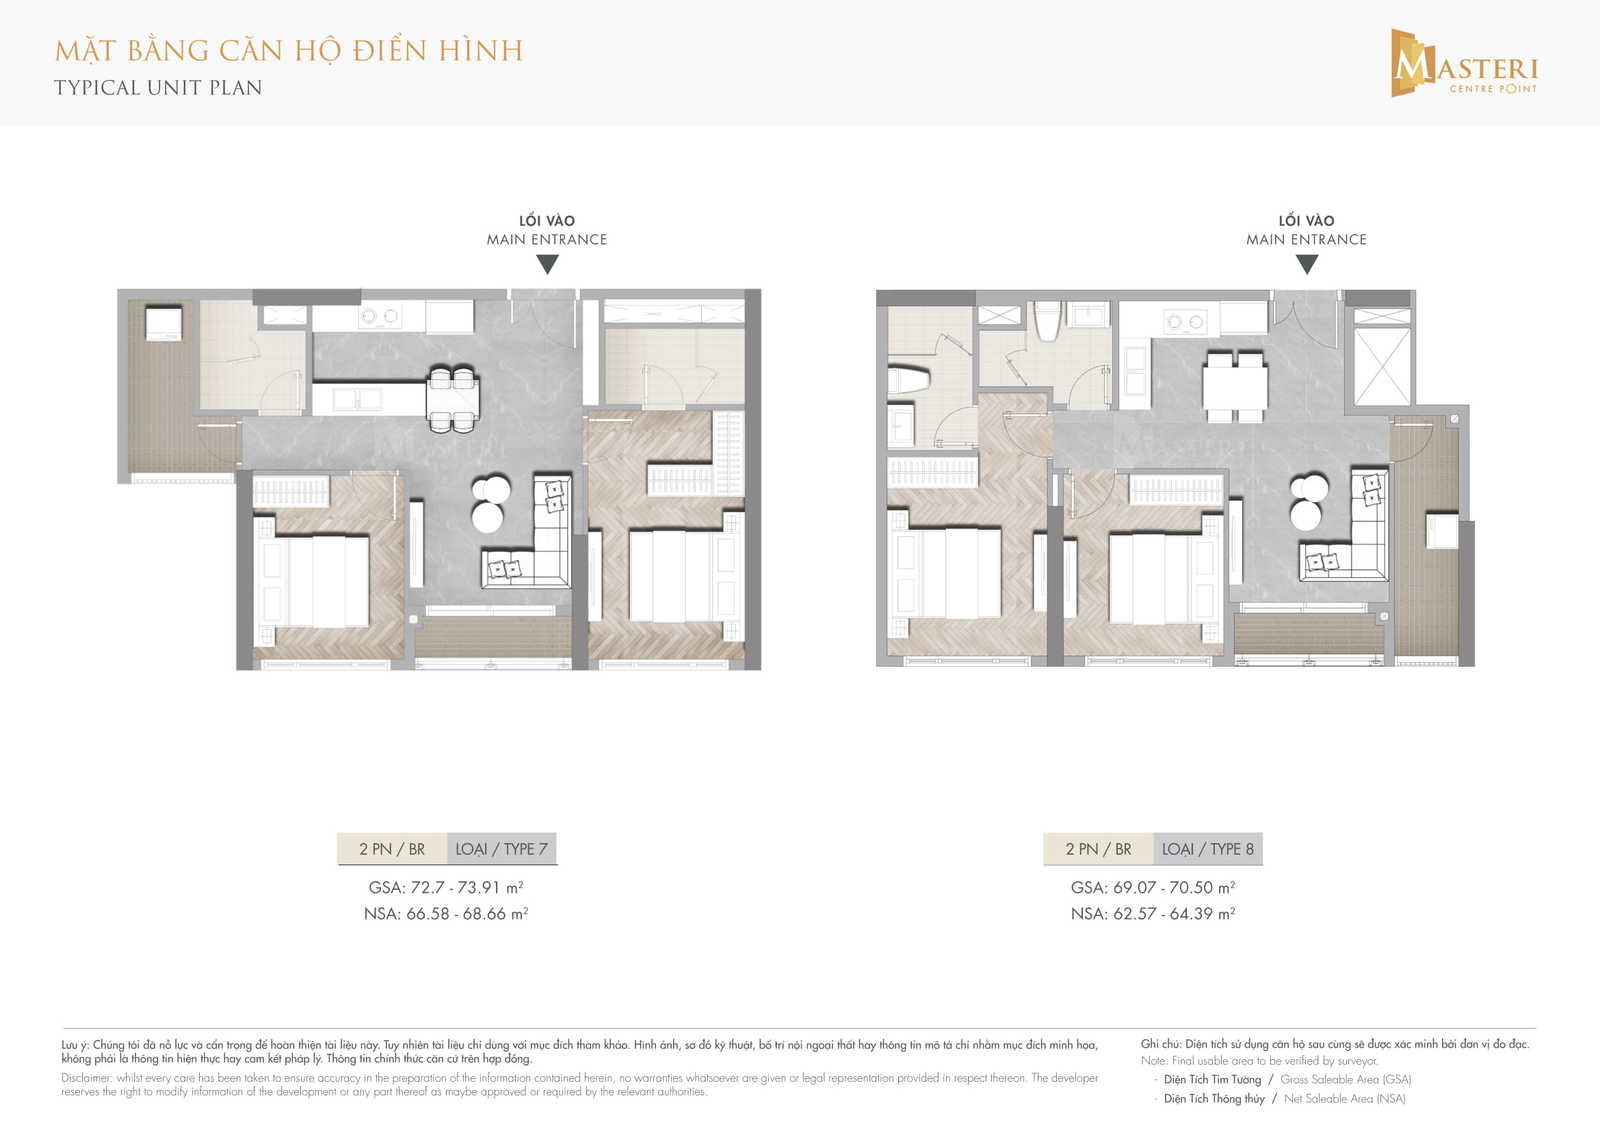 MẶT BẰNG CĂN HỘ ĐIỂN HÌNH
TYPICAL UNIT PLAN
MASTERI
CENTRE POINT
LỐI VÀO
MAIN ENTRANCE
LỐI VÀO
MAIN ENTRANCE
Masteri
Masteri
2 PN / BR
LOẠI / TYPE 7
GSA: 72.7 - 73.91 m²
NSA: 66.58 - 68.66 m²
2 PN / BR
LOẠI / TYPE 8
GSA: 69.07 - 70.50 m²
NSA: 62.57 - 64.39 m²
Lưu ý: Chúng tôi đã nỗ lực và cẩn trọng để hoàn thiện tài liệu này. Tuy nhiên tài liệu chỉ dùng với mục đích tham khảo. Hình ảnh, sơ đồ kỹ thuật, bố trí nội ngoại thất hay thông tin mô tả chỉ nhằm mục đích minh họa,
không phải là thông tin hiện thực hay cam kết pháp lý. Thông tin chính thức căn cứ trên hợp đồng.
Disclaimer: whilst every care has been taken to ensure accuracy in the preparation of the information contained herein, no warranties whatsoever are given or legal representation provided in respect thereon. The developer
reserves the right to modify information of the development or any part thereof as maybe approved or required by the relevant authorities.
Ghi chú: Diện tích sử dụng căn hộ sau cùng sẽ được xác minh bởi đơn vị đo đạc.
Note: Final usable area to be verified by surveyor.
- Diện Tích Tim Tường / Gross Saleable Area (GSA)
- Diện Tích Thông thủy / Net Saleable Area (NSA)